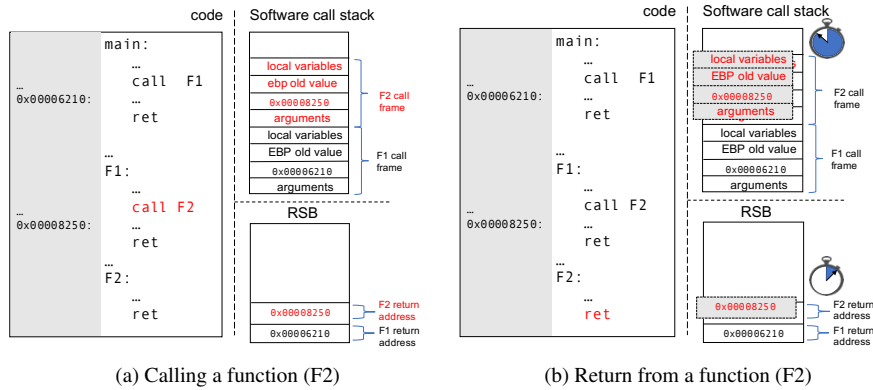 code
Software call stack
main:
…
call F1
…
0x00006210:
…
ret
…
F1:
…
call F2
…
0x00008250:
…
ret
…
F2:
…
ret
local variables
ebp old value
0x00008250
arguments
local variables
EBP old value
0x00006210
arguments
F2 call
frame
F1 call
frame
RSB
0x00008250
0x00006210
F2 return
address
F1 return
address
(a) Calling a function (F2)
code
Software call stack
main:
…
call F1
…
0x00006210:
…
ret
…
F1:
…
call F2
…
0x00008250:
…
ret
…
F2:
…
ret
local variables
EBP old value
0x00008250
arguments
local variables
EBP old value
0x00006210
arguments
F2 call
frame
F1 call
frame
RSB
0x00008250
0x00006210
F2 return
address
F1 return
address
(b) Return from a function (F2)